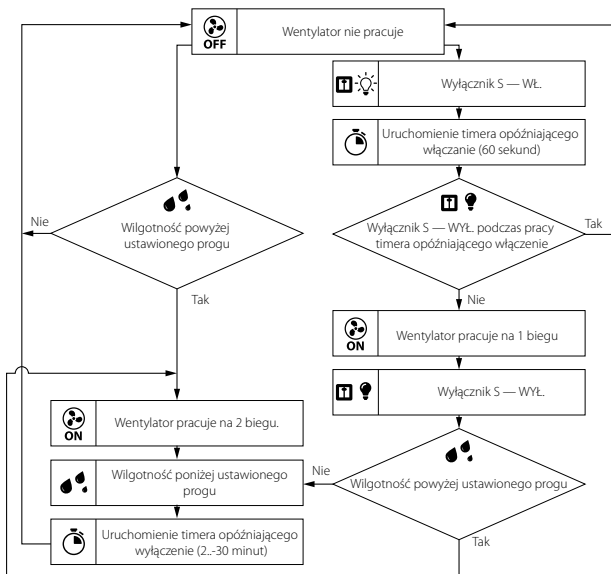 OFF
Wentylator nie pracuje
Wyłącznik S — WŁ.
Uruchomienie timera opóźniającego
włączanie (60 sekund)
Nie
Wilgotność powyżej
ustawionego progu
Tak
Wyłącznik S — WYŁ. podczas pracy
timera opóźniającego włączenie
Tak
Nie
ON
Wentylator pracuje na 1 biegu
Wyłącznik S — WYŁ.
ON
Wentylator pracuje na 2 biegu.
Wilgotność poniżej ustawionego
progu
Nie
Wilgotność powyżej ustawionego progu
Tak
Uruchomienie timera opóźniającego
wyłączenie (2..-30 minut)